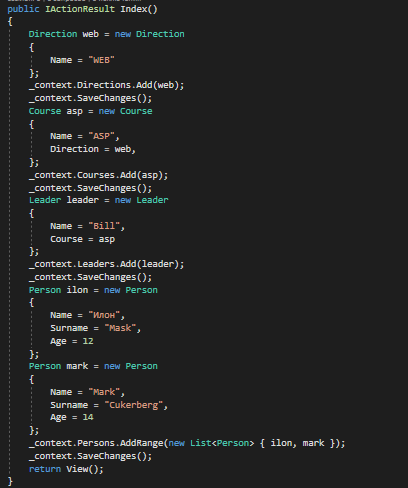 public IActionResult Index()
{
Direction web = new Direction
{
Name = "WEB"
};
_context.Directions.Add(web);
_context.SaveChanges();
Course asp = new Course
{
Name = "ASP",
Direction = web,
};
_context.Courses.Add(asp);
_context.SaveChanges();
Leader leader = new Leader
{
Name = "Bill",
Course = asp
};
_context.Leaders.Add(leader);
_context.SaveChanges();
Person ilon = new Person
{
Name = "Илон",
Surname = "Mask",
Age = 12
};
Person mark = new Person
{
Name = "Mark",
Surname = "Cukerberg",
Age = 14
};
_context.Persons.AddRange(new List<Person> { ilon, mark });
_context.SaveChanges();
return View();
}